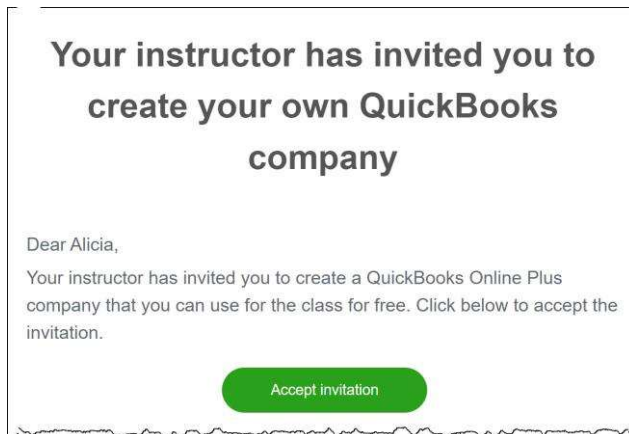 Your instructor has invited you to
create your own QuickBooks
company
Dear Alicia,
Your instructor has invited you to create a QuickBooks Online Plus
company that you can use for the class for free. Click below to accept the
invitation.
Accept invitation